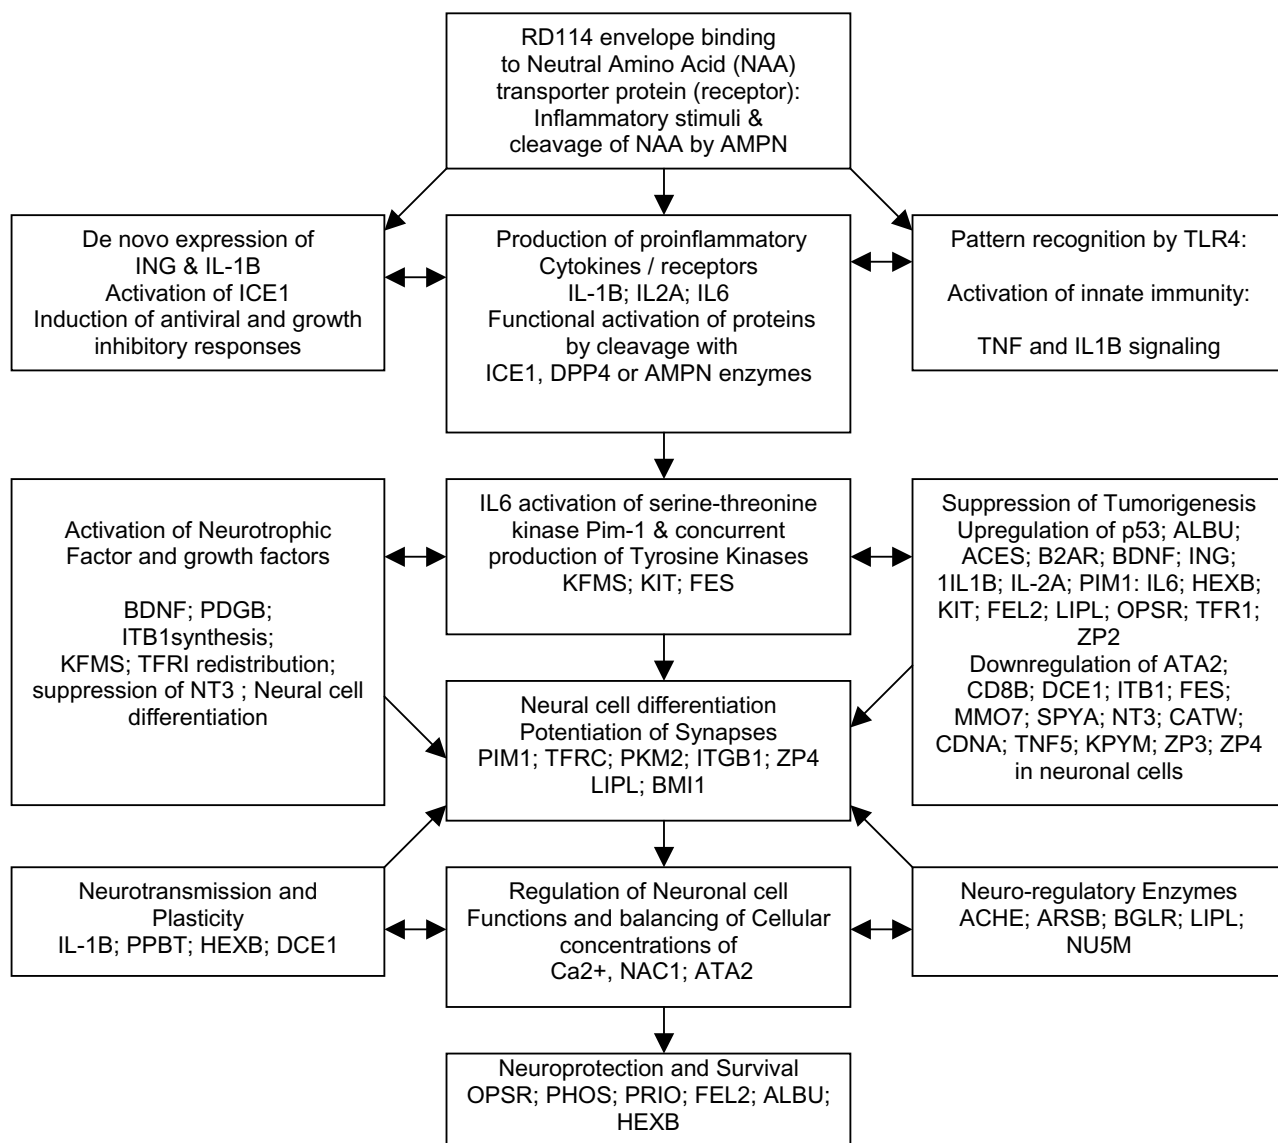 RD114 envelope binding
to Neutral Amino Acid (NAA)
transporter protein (receptor):
Inflammatory stimuli &
cleavage of NAA by AMPN
De novo expression of
ING & IL-1B
Activation of ICE1
Induction of antiviral and growth
inhibitory responses
Production of proinflammatory
Cytokines / receptors
IL-1B; IL2A; IL6
Functional activation of proteins
by cleavage with
ICE1, DPP4 or AMPN enzymes
Pattern recognition by TLR4:
Activation of innate immunity:
TNF and IL1B signaling
Activation of Neurotrophic
Factor and growth factors
BDNF; PDGB;
ITB1synthesis;
KFMS; TFRI redistribution;
suppression of NT3 ; Neural cell
differentiation
IL6 activation of serine-threonine
kinase Pim-1 & concurrent
production of Tyrosine Kinases
KFMS; KIT; FES
Suppression of Tumorigenesis
Upregulation of p53; ALBU;
ACES; B2AR; BDNF; ING;
1IL1B; IL-2A; PIM1: IL6; HEXB;
KIT; FEL2; LIPL; OPSR; TFR1;
ZP2
Downregulation of ATA2;
CD8B; DCE1; ITB1; FES;
MMO7; SPYA; NT3; CATW;
CDNA; TNF5; KPYM; ZP3; ZP4
in neuronal cells
Neural cell differentiation
Potentiation of Synapses
PIM1; TFRC; PKM2; ITGB1; ZP4
LIPL; BMI1
Neurotransmission and
Plasticity
IL-1B; PPBT; HEXB; DCE1
Regulation of Neuronal cell
Functions and balancing of Cellular
concentrations of
Ca2+, NAC1; ATA2
Neuro-regulatory Enzymes
ACHE; ARSB; BGLR; LIPL;
NU5M
Neuroprotection and Survival
OPSR; PHOS; PRIO; FEL2; ALBU;
HEXB